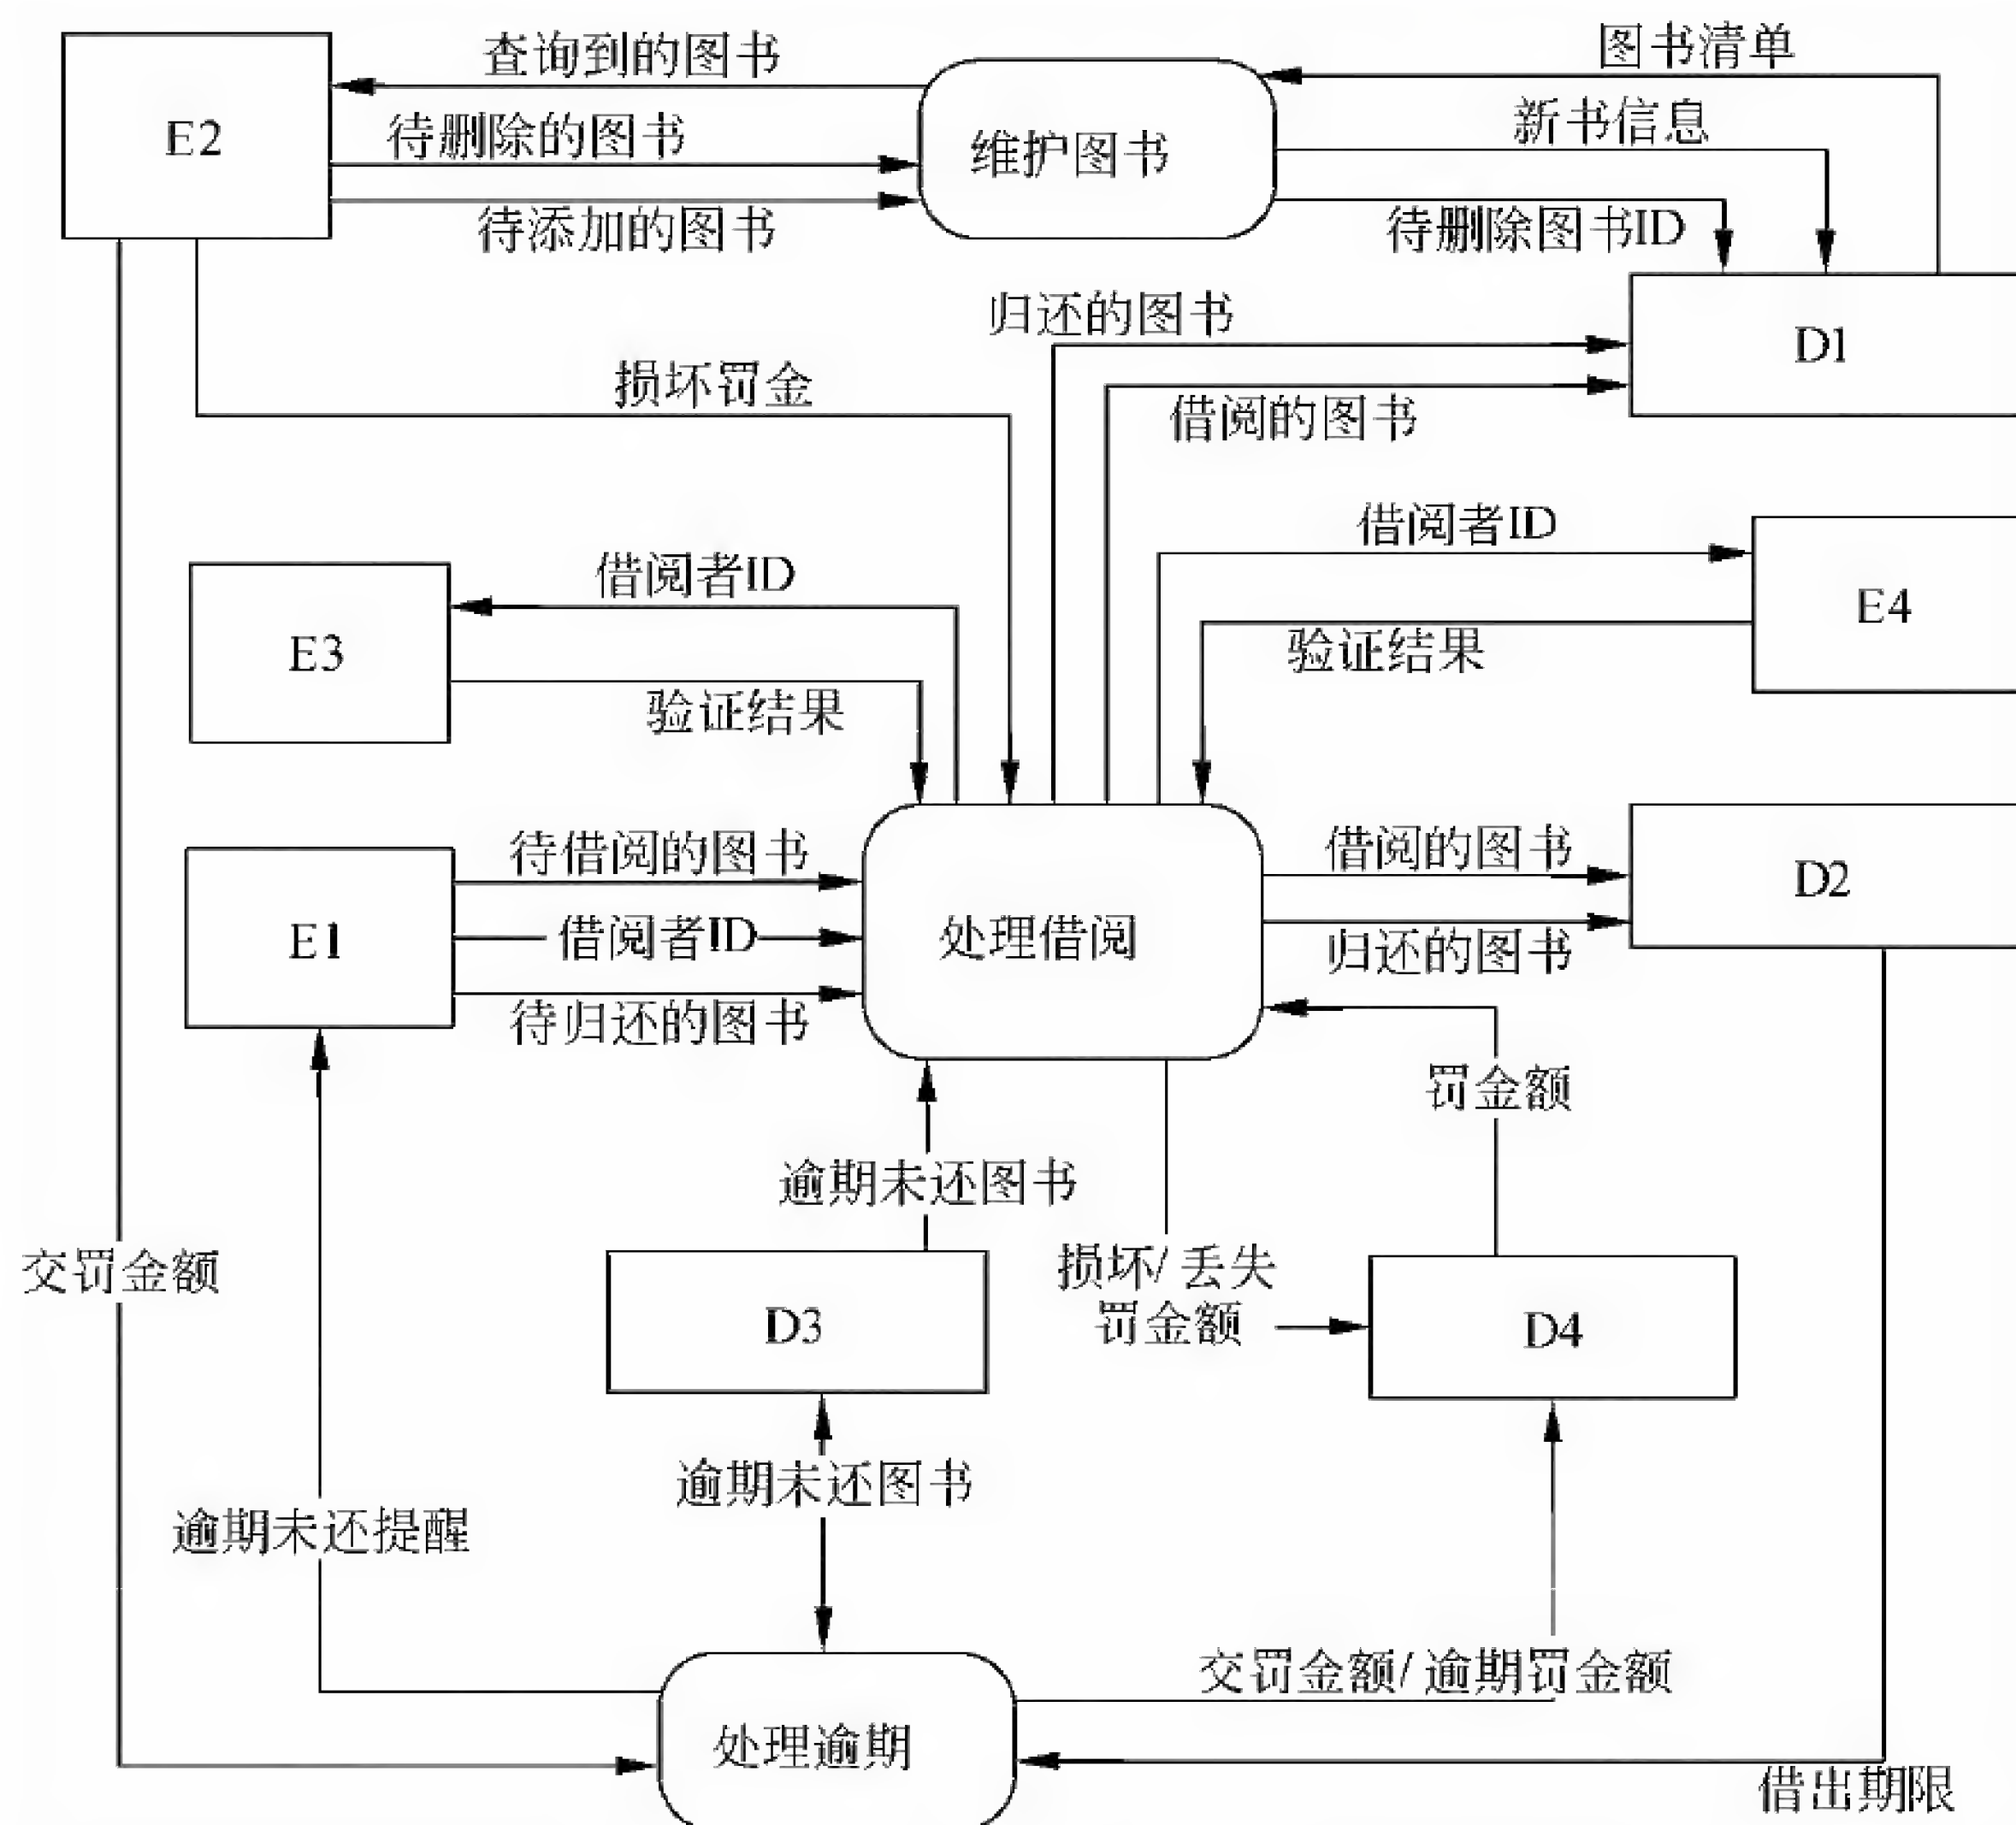 查询到的图书
图书清单
E2
待删除的图书
维护图书
新书信息
待添加的图书
待删除图书ID
归还的图书
D1
损坏罚金
借阅的图书
借阅者ID
借阅者ID
E3
E4
验证结果
验证结果
待借阅的图书
借阅的图书
D2
E1
借阅者ID
处理借阅
归还的图书
待归还的图书
罚金额
逾期未还图书
交罚金额
损坏/丢失
罚金额
D3
D4
逾期未还图书
逾期未还提醒
交罚金额/逾期罚金额
处理逾期
借出期限